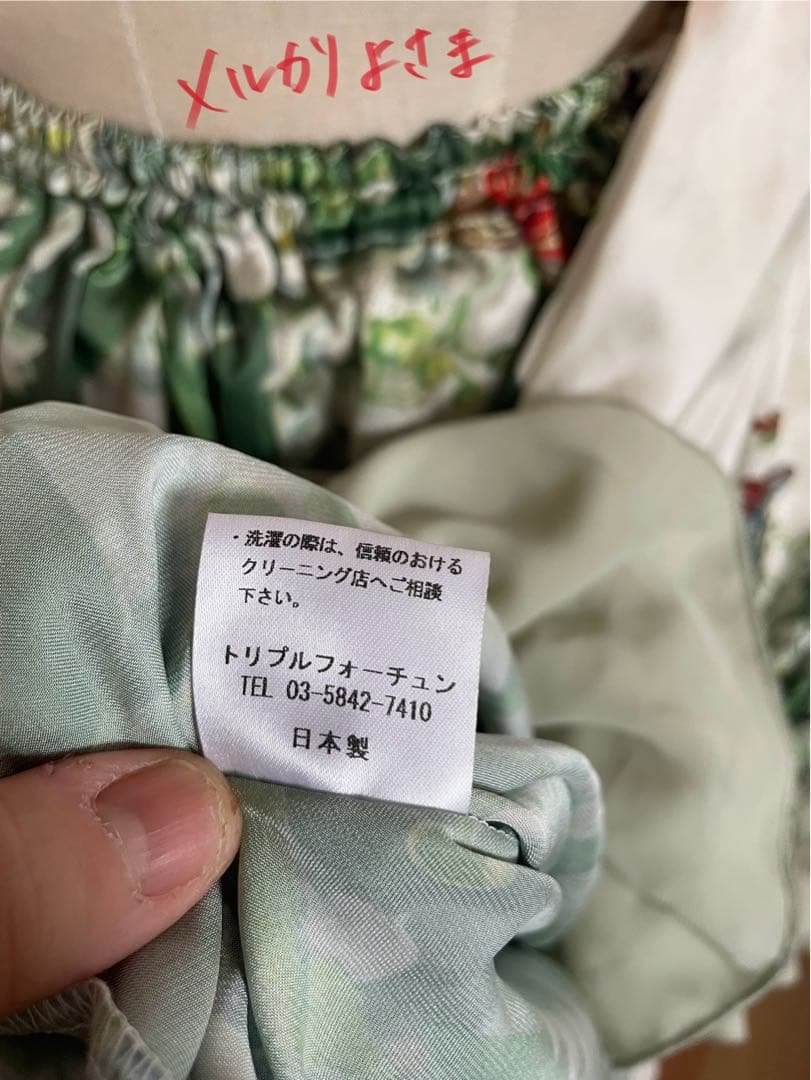 メルカリよさま
・洗濯の際は、信頼のおける
クリーニング店へご相談
下さい。
トリプルフォーチュン
TEL 03-5842-7410
日本製